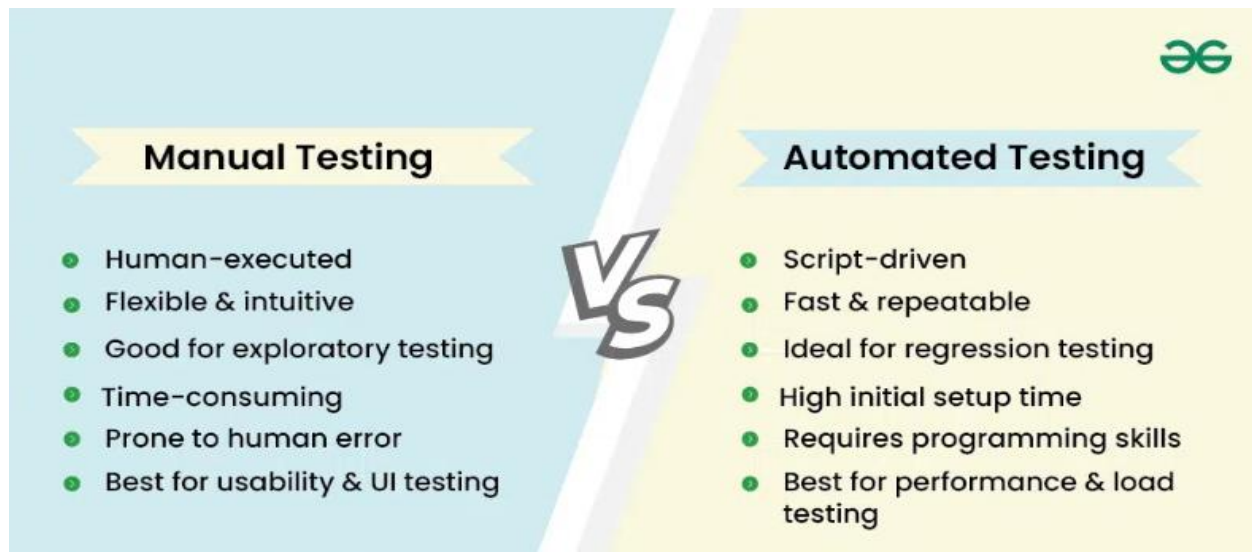 Manual Testing
Human-executed
Flexible & intuitive
Good for exploratory testing
Time-consuming
Prone to human error
Best for usability & UI testing
VS
Automated Testing
Script-driven
Fast & repeatable
Ideal for regression testing
High initial setup time
Requires programming skills
Best for performance & load
testing